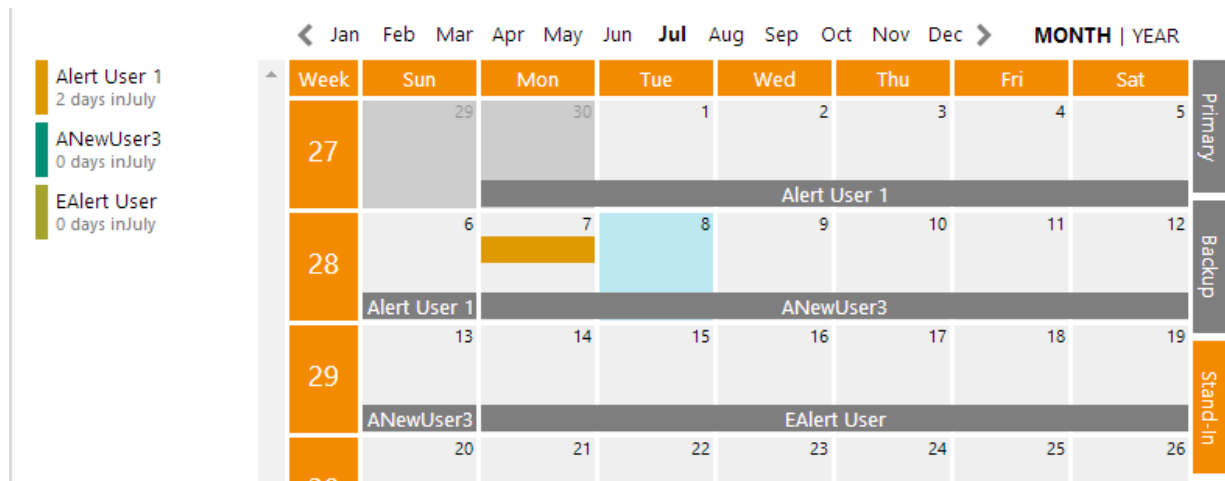 Jan Feb Mar Apr May Jun Jul Aug Sep Oct Nov Dec MONTH | YEAR
Alert User 1
2 days inJuly
ANewUser3
0 days inJuly
EAlert User
0 days inJuly
Week Sun Mon Tue Wed Thu Fri Sat
27 29 30 1 2 3 4 5
Alert User 1
28 6 7 8 9 10 11 12
Alert User 1 ANewUser3
29 13 14 15 16 17 18 19
ANewUser3 EAlert User
20 21 22 23 24 25 26
Primary
Backup
Stand-In